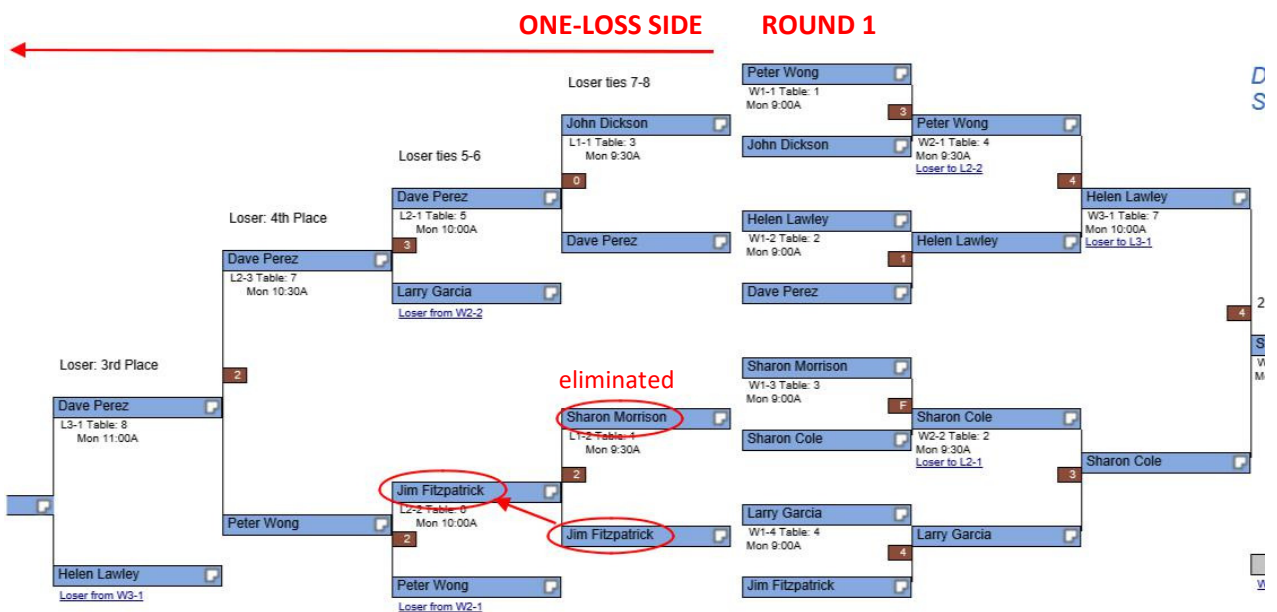 ONE-LOSS SIDE
ROUND 1
Loser ties 7-8
Peter Wong
W1-1 Table: 1
Mon 9:00A
3
John Dickson
D
S
John Dickson
L1-1 Table: 3
Mon 9:30A
0
Dave Perez
Peter Wong
W2-1 Table: 4
Mon 9:30A
Loser to L2-2
4
Loser ties 5-6
Dave Perez
L2-1 Table: 5
Mon 10:00A
3
Larry Garcia
Loser from W2-2
Helen Lawley
W1-2 Table: 2
Mon 9:00A
1
Dave Perez
Helen Lawley
Helen Lawley
W3-1 Table: 7
Mon 10:00A
Loser to L3-1
4
2
S
W
M
Loser: 4th Place
Dave Perez
L2-3 Table: 7
Mon 10:30A
2
Peter Wong
Loser: 3rd Place
Dave Perez
L3-1 Table: 8
Mon 11:00A
Helen Lawley
Loser from W3-1
eliminated
Sharon Morrison
L1-2 Table: 1
Mon 9:30A
2
Jim Fitzpatrick
Jim Fitzpatrick
L2-2 Table: 6
Mon 10:00A
2
Peter Wong
Loser from W2-1
Sharon Morrison
W1-3 Table: 3
Mon 9:00A
F
Sharon Cole
Sharon Cole
W2-2 Table: 2
Mon 9:30A
Loser to L2-1
3
Sharon Cole
Larry Garcia
W1-4 Table: 4
Mon 9:00A
4
Jim Fitzpatrick
Larry Garcia
W